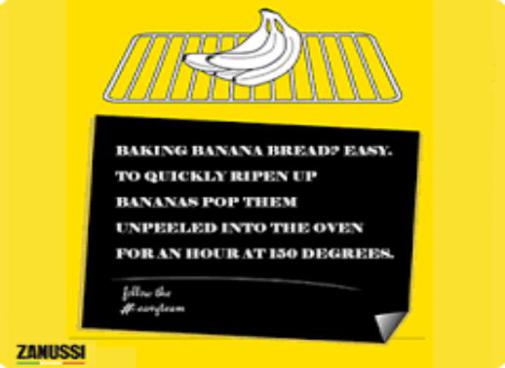 BAKING BANANA BREAD? EASY.
TO QUICKLY RIPEN UP
BANANAS POP THEM
UNPEELED INTO THE OVEN
FOR AN HOUR AT 150 DEGREES.
follow the
#easyteam
ZANUSSI